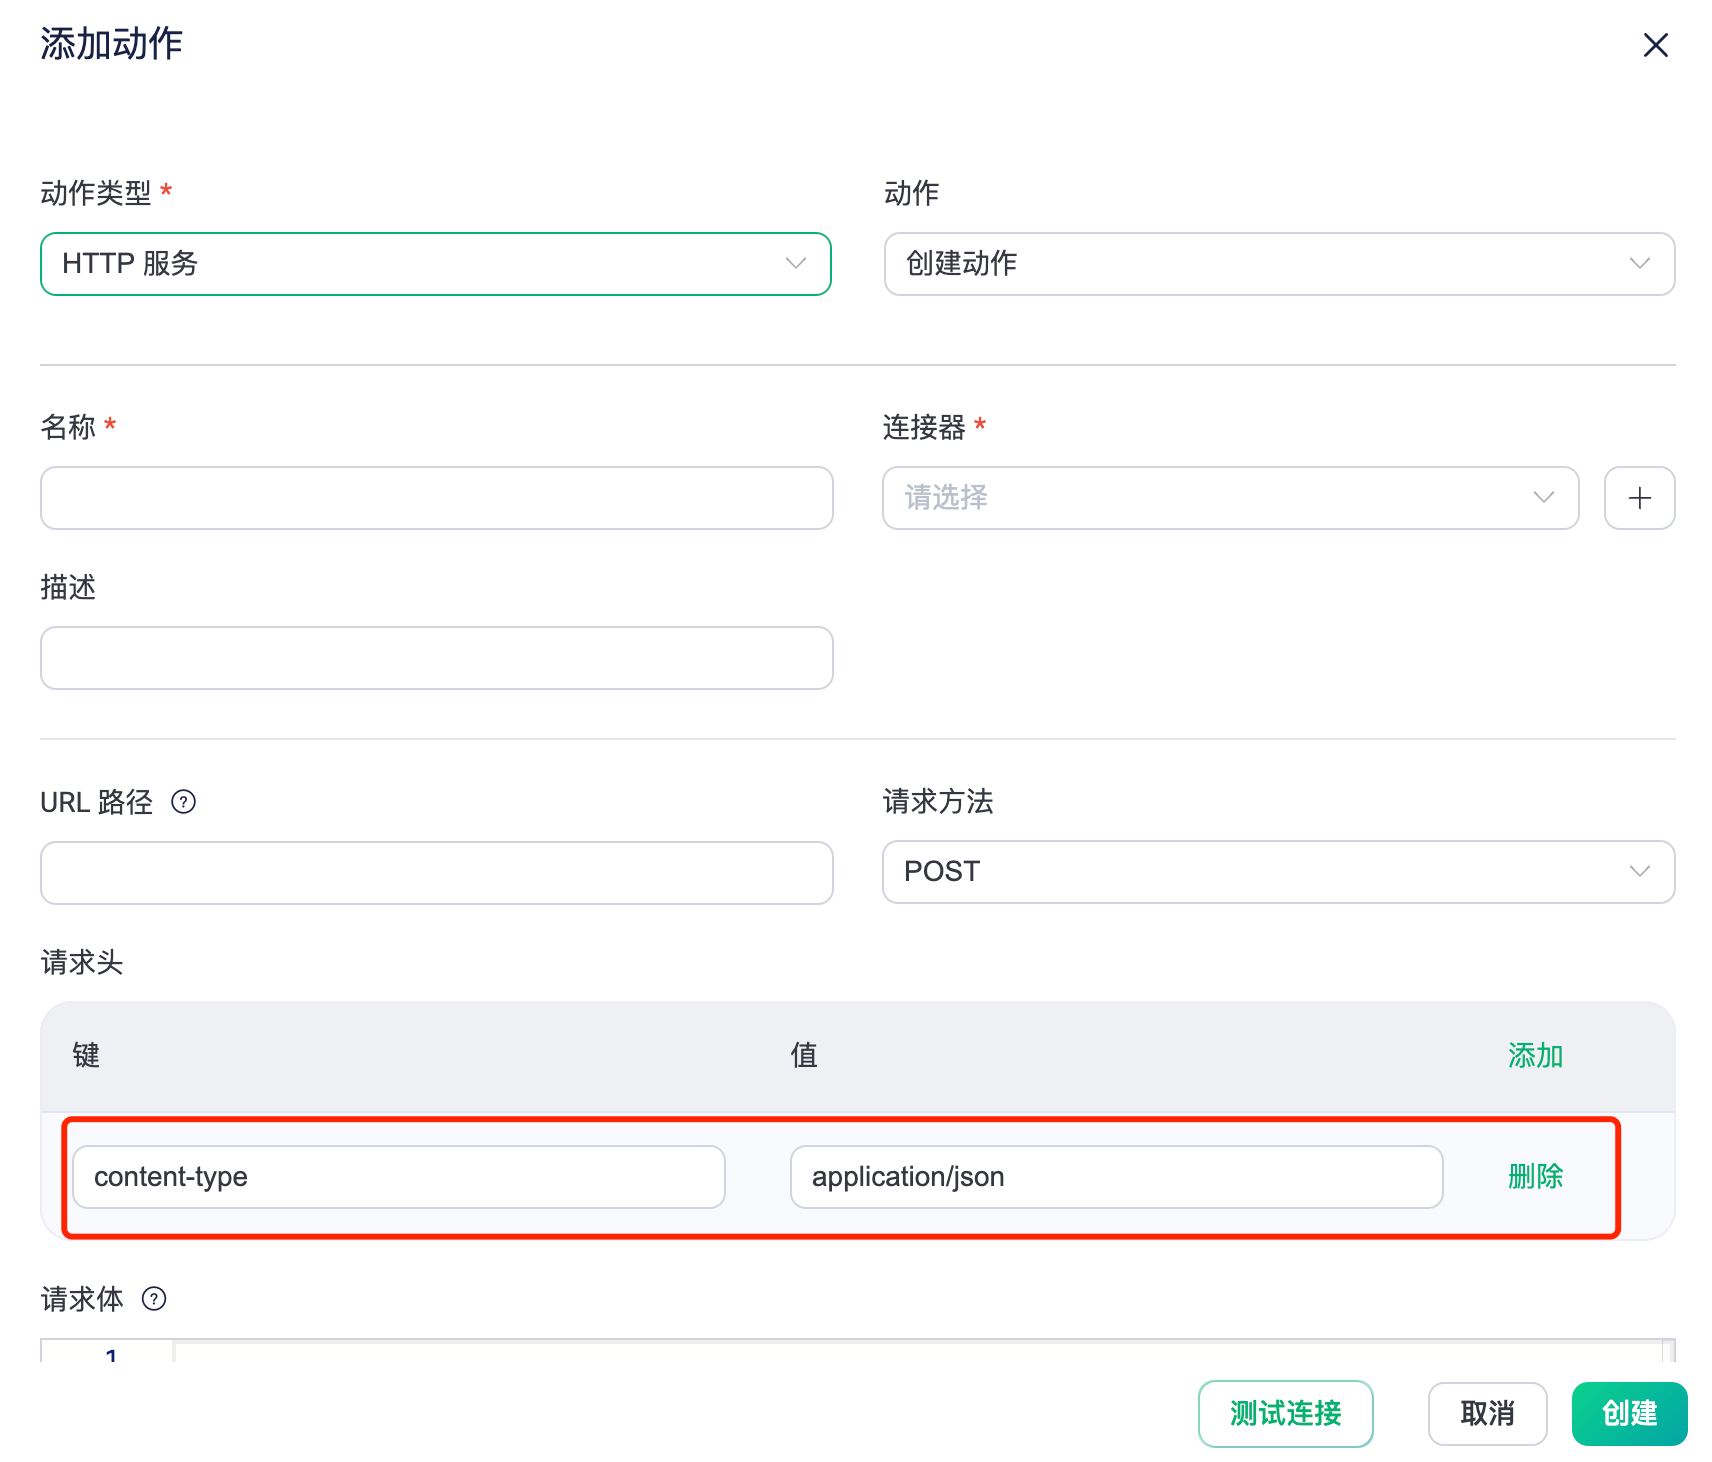 添加动作
动作类型 *
动作
HTTP 服务
创建动作
名称 *
连接器 *
请选择
描述
URL 路径
请求方法
POST
请求头
键
值
添加
content-type
application/json
删除
请求体
1
测试连接
取消
创建